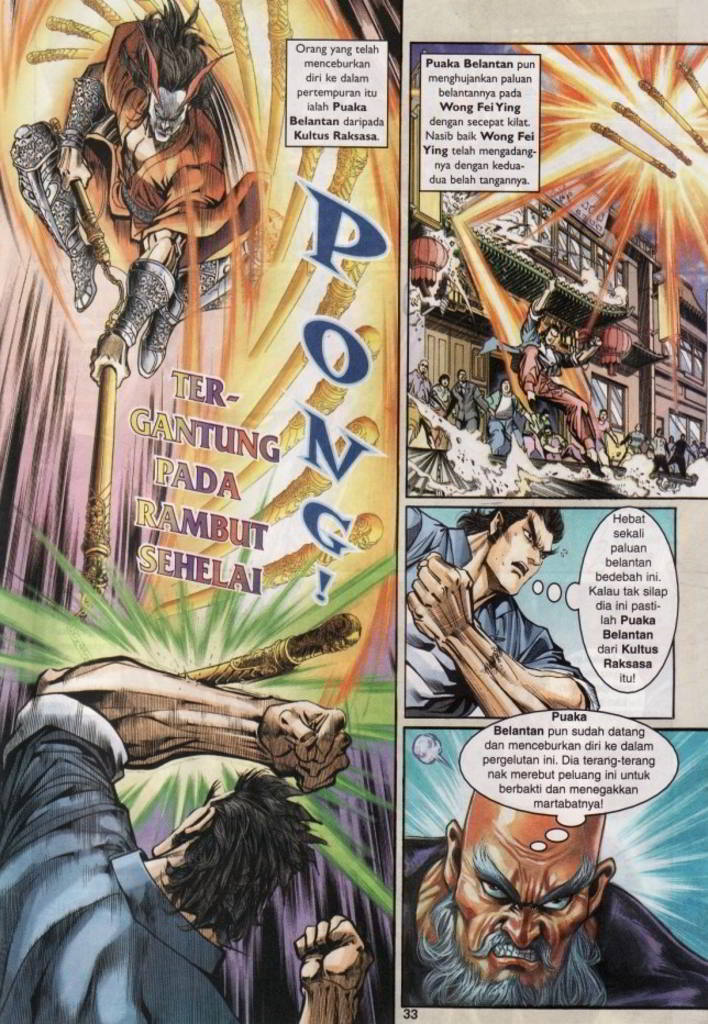 Orang yang telah
menceburkan
diri ke dalam
pertempuran itu
ialah Puaka
Belantan daripada
Kultus Raksasa.
PONG!
TER-
GANTUNG
PADA
RAMBUT
SEHELAI
Puaka Belantan pun
menghujankan paluan
belantannya pada
Wong Fei Ying
dengan secepat kilat.
Nasib baik Wong Fei
Ying telah mengadang-
nya dengan kedua-
dua belah tangannya.
Hebat
sekali
paluan
belantan
bedebah ini.
Kalau tak silap
dia ini pasti-
lah Puaka
Belantan
dari Kultus
Raksasa
itu!
Puaka
Belantan pun sudah datang
dan menceburkan diri ke dalam
pergelutan ini. Dia terang-terang
nak merebut peluang ini untuk
berbakti dan menegakkan
martabatnya!
33